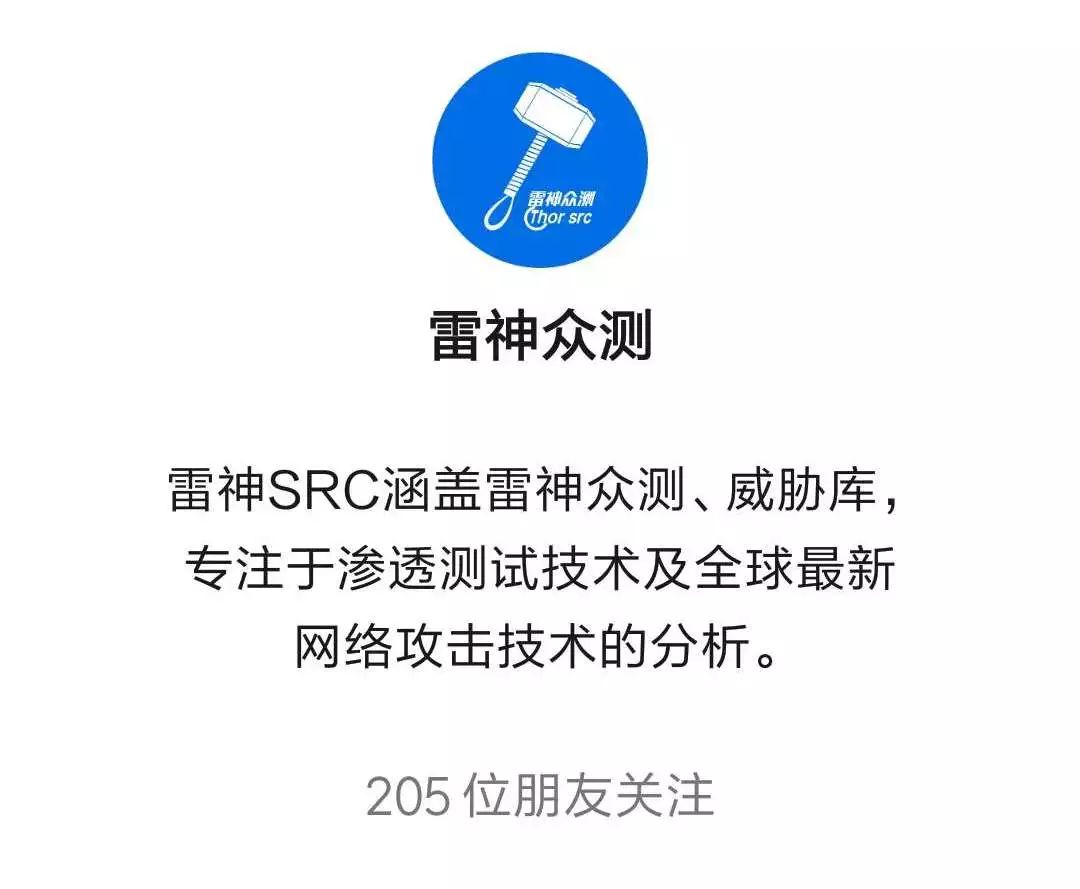 雷神众测
Thor src
雷神众测
雷神SRC涵盖雷神众测、威胁库，
专注于渗透测试技术及全球最新
网络攻击技术的分析。
205 位朋友关注